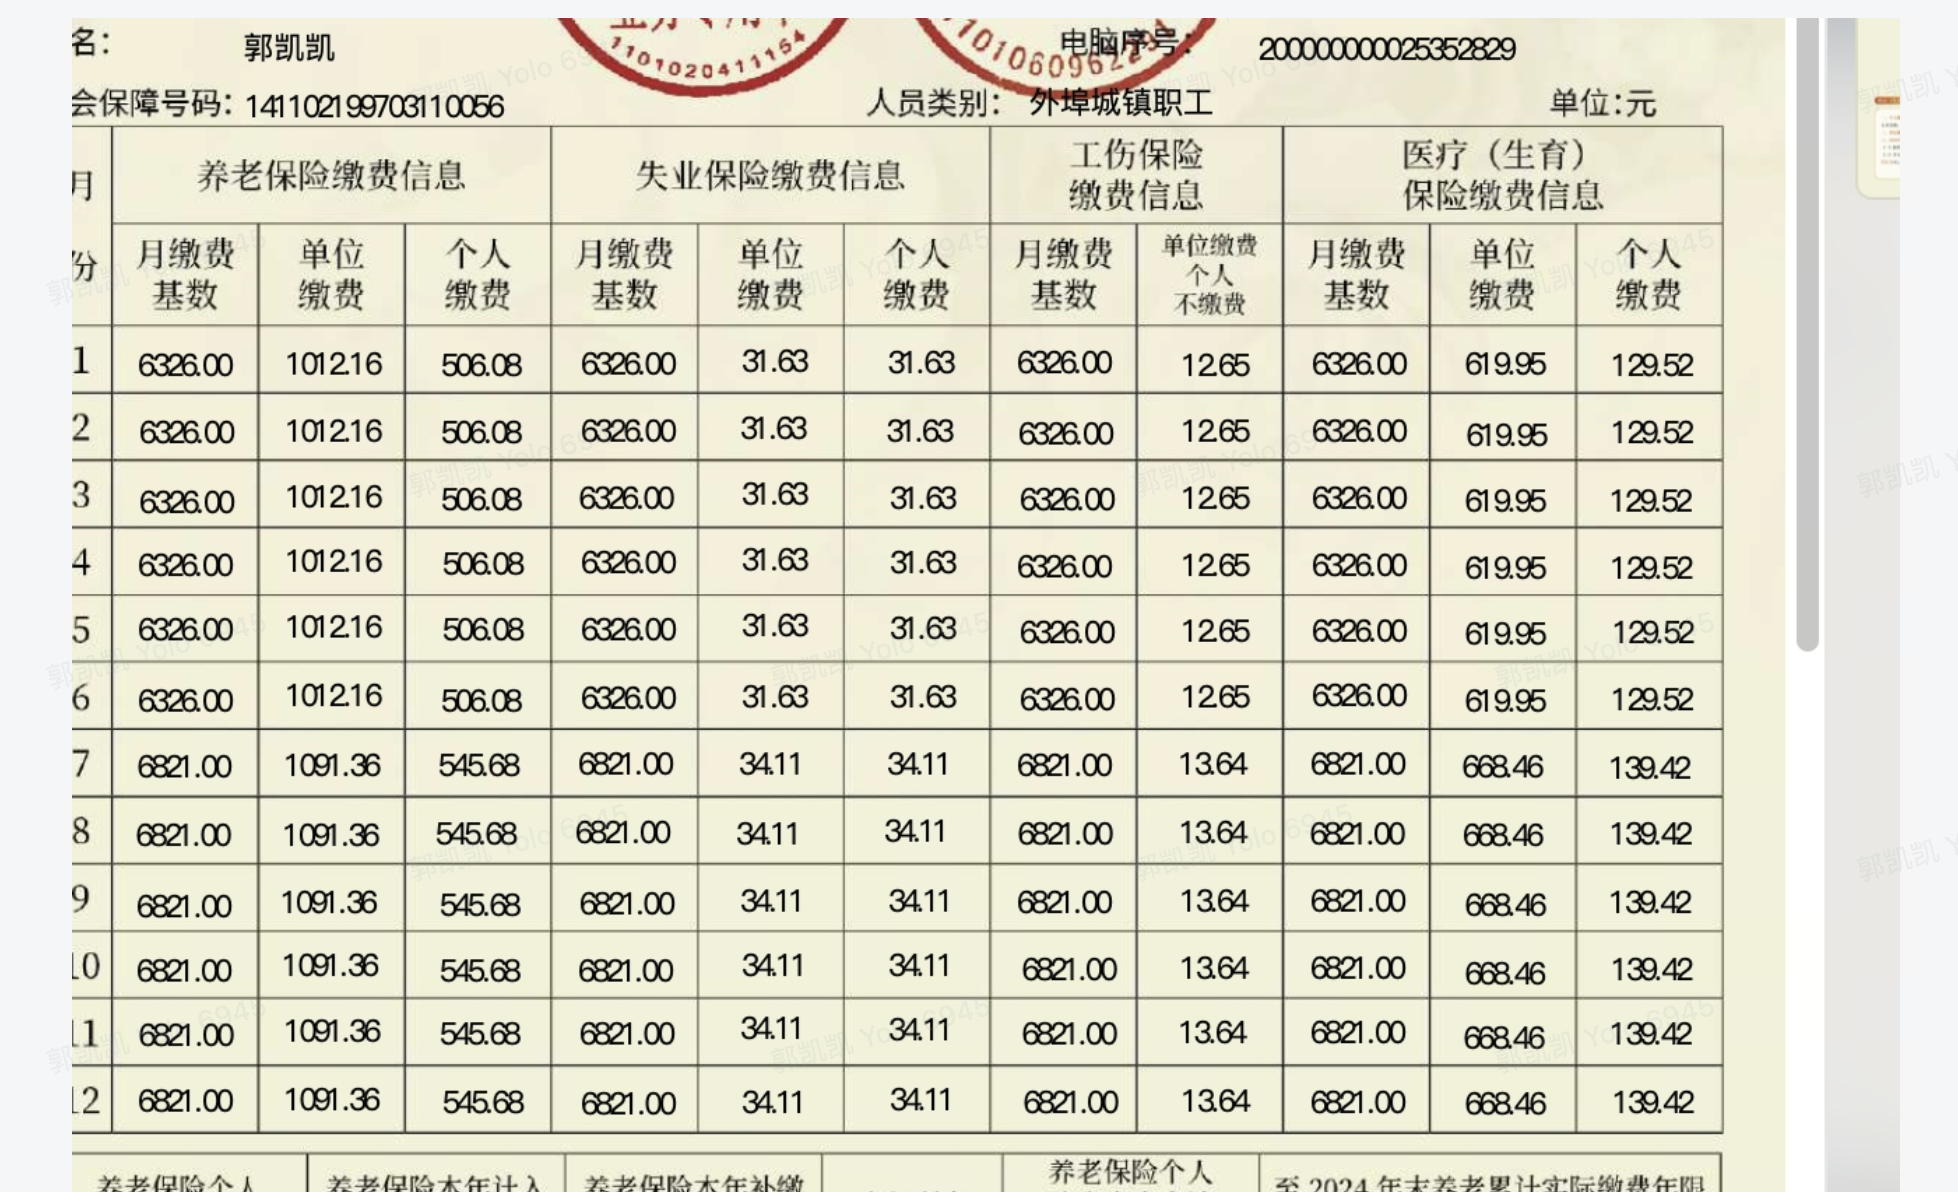 名： 郭凯凯 电脑序号： 20000000002535282​9
会保障号码： 141102199703110056 人员类别： 外埠城镇职工 单位:元
1101020411154
月 养老保险缴费信息 失业保险缴费信息 工伤保险 缴费信息 医疗（生育） 保险缴费信息
份 月缴费基数 单位缴费 个人缴费 月缴费基数 单位缴费 个人缴费 月缴费基数 单位缴费个人不缴费 月缴费基数 单位缴费 个人缴费
1 6326.00 1012.16 506.08 6326.00 31.63 31.63 6326.00 12.65 6326.00 619.95 129.52
2 6326.00 1012.16 506.08 6326.00 31.63 31.63 6326.00 12.65 6326.00 619.95 129.52
3 6326.00 1012.16 506.08 6326.00 31.63 31.63 6326.00 12.65 6326.00 619.95 129.52
4 6326.00 1012.16 506.08 6326.00 31.63 31.63 6326.00 12.65 6326.00 619.95 129.52
5 6326.00 1012.16 506.08 6326.00 31.63 31.63 6326.00 12.65 6326.00 619.95 129.52
6 6326.00 1012.16 506.08 6326.00 31.63 31.63 6326.00 12.65 6326.00 619.95 129.52
7 6821.00 1091.36 545.68 6821.00 34.11 34.11 6821.00 13.64 6821.00 668.46 139.42
8 6821.00 1091.36 545.68 6821.00 34.11 34.11 6821.00 13.64 6821.00 668.46 139.42
9 6821.00 1091.36 545.68 6821.00 34.11 34.11 6821.00 13.64 6821.00 668.46 139.42
10 6821.00 1091.36 545.68 6821.00 34.11 34.11 6821.00 13.64 6821.00 668.46 139.42
11 6821.00 1091.36 545.68 6821.00 34.11 34.11 6821.00 13.64 6821.00 668.46 139.42
12 6821.00 1091.36 545.68 6821.00 34.11 34.11 6821.00 13.64 6821.00 668.46 139.42
养老保险个人 养老保险本年计入 养老保险本年补缴 养老保险个人 至 2024 年末养老累计实际缴费年限
郭凯凯 Yolo 6945